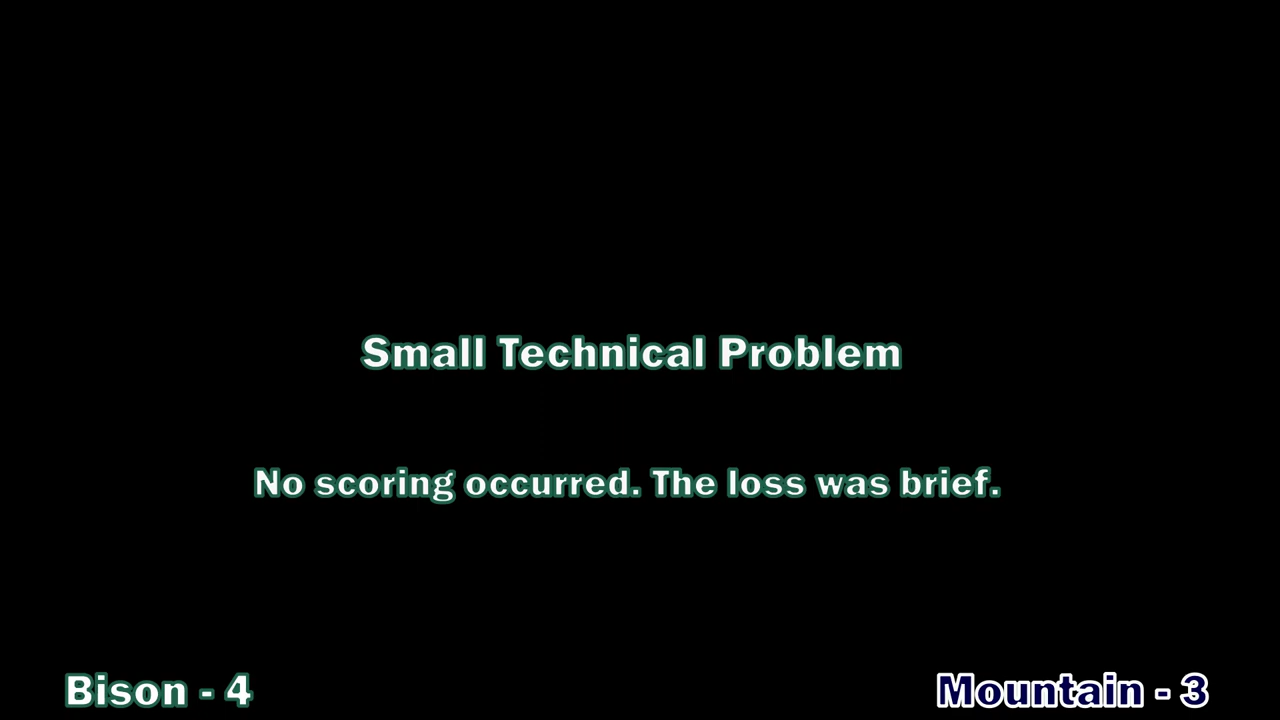 Small Technical Problem
No scoring occurred. The loss was brief.
Bison - 4
Mountain - 3